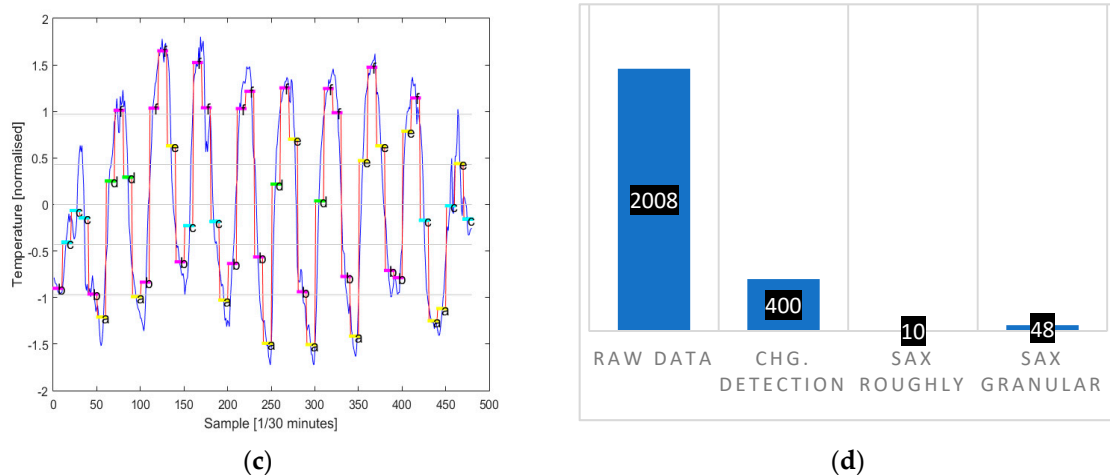 2
1.5
1
0.5
0
-0.5
-1
-1.5
-2
Temperature [normalised]
b c c c b a d f d a b f f e b c f f c a b f f b a d f e b a d f f b a e f e b b e f c a a c e c
0 50 100 150 200 250 300 350 400 450 500
Sample [1/30 minutes]
(c)
2008
400
10
48
RAW DATA
CHG.
DETECTION
SAX
ROUGHLY
SAX
GRANULAR
(d)